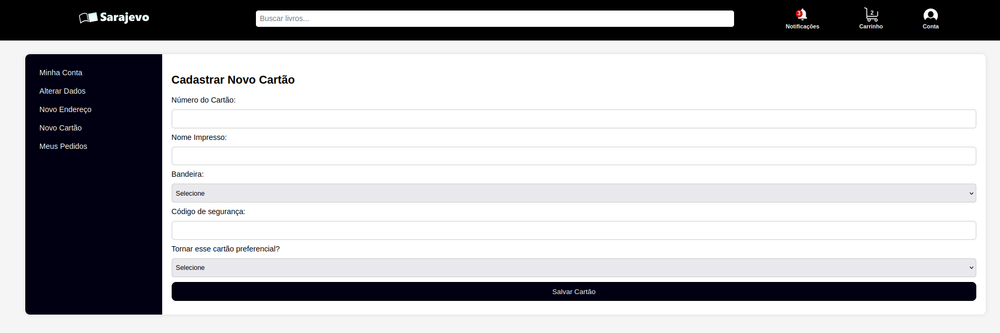 Sarajevo
Buscar livros...
3
Notificações
2
Carrinho
Conta
Minha Conta
Alterar Dados
Novo Endereço
Novo Cartão
Meus Pedidos
Cadastrar Novo Cartão
Número do Cartão:
Nome Impresso:
Bandeira:
Selecione
Código de segurança:
Tornar esse cartão preferencial?
Selecione
Salvar Cartão